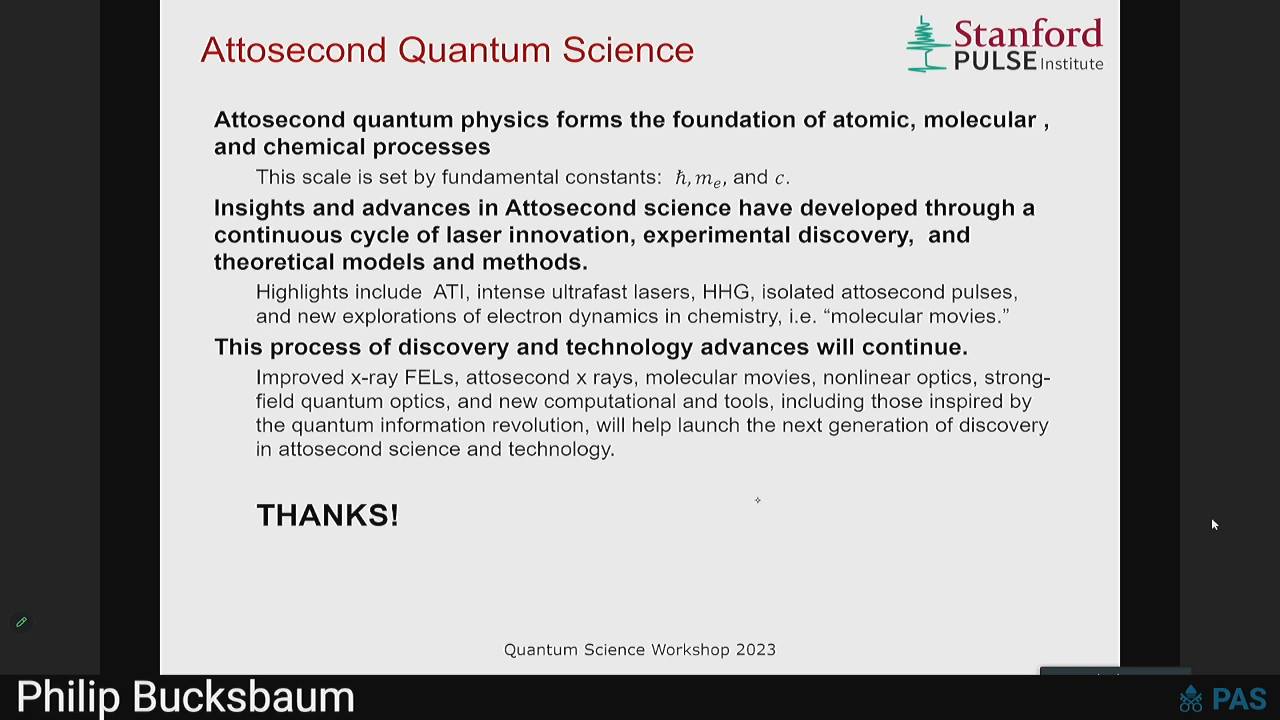 Attosecond Quantum Science
Stanford
PULSE Institute
Attosecond quantum physics forms the foundation of atomic, molecular ,
and chemical processes
This scale is set by fundamental constants: ℏ, mₑ, and c.
Insights and advances in Attosecond science have developed through a
continuous cycle of laser innovation, experimental discovery, and
theoretical models and methods.
Highlights include ATI, intense ultrafast lasers, HHG, isolated attosecond pulses,
and new explorations of electron dynamics in chemistry, i.e. “molecular movies.”
This process of discovery and technology advances will continue.
Improved x-ray FELs, attosecond x rays, molecular movies, nonlinear optics, strong-
field quantum optics, and new computational and tools, including those inspired by
the quantum information revolution, will help launch the next generation of discovery
in attosecond science and technology.
THANKS!
Quantum Science Workshop 2023
Philip Bucksbaum
PAS